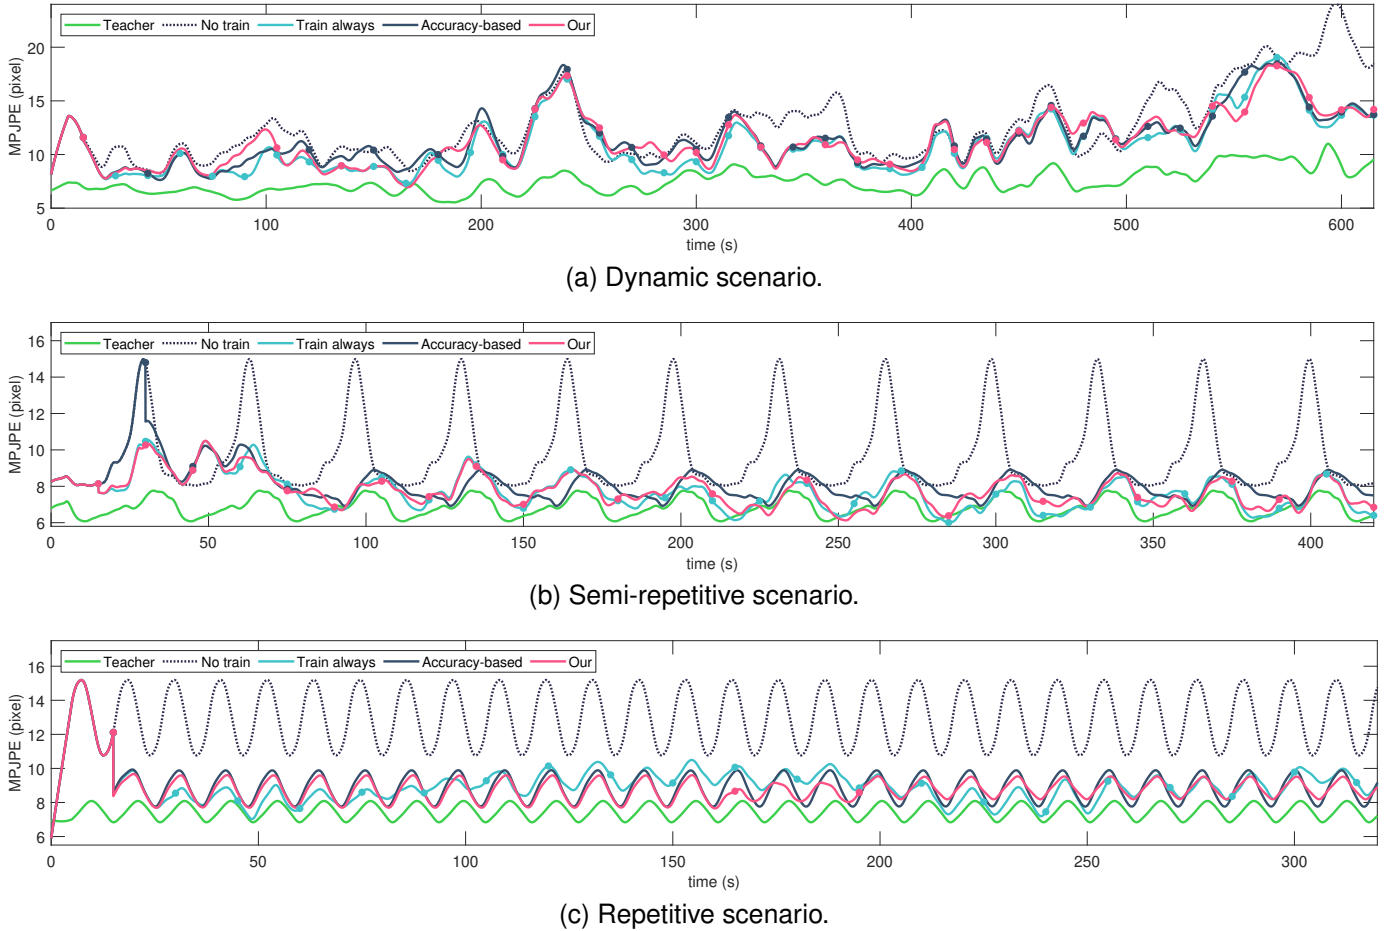 Teacher No train Train always Accuracy-based Our
20
15
10
5
MPJPE (pixel)
0 100 200 300 400 500 600
time (s)
(a) Dynamic scenario.
Teacher No train Train always Accuracy-based Our
16
14
12
10
8
6
MPJPE (pixel)
0 50 100 150 200 250 300 350 400
time (s)
(b) Semi-repetitive scenario.
Teacher No train Train always Accuracy-based Our
16
14
12
10
8
6
MPJPE (pixel)
0 50 100 150 200 250 300
time (s)
(c) Repetitive scenario.